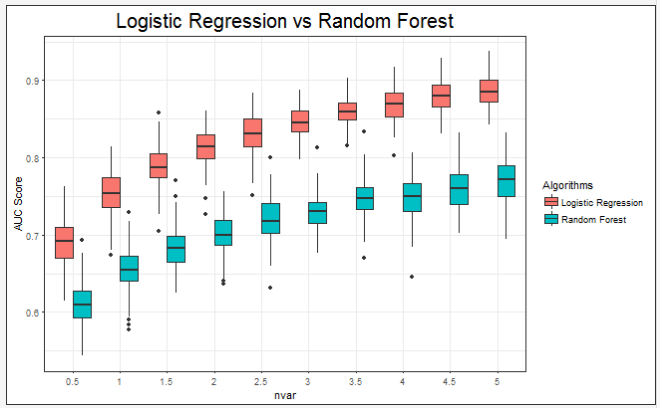 Logistic Regression vs Random Forest
AUC Score
0.9
0.8
0.7
0.6
0.5 1 1.5 2 2.5 3 3.5 4 4.5 5
nvar
Algorithms
Logistic Regression
Random Forest